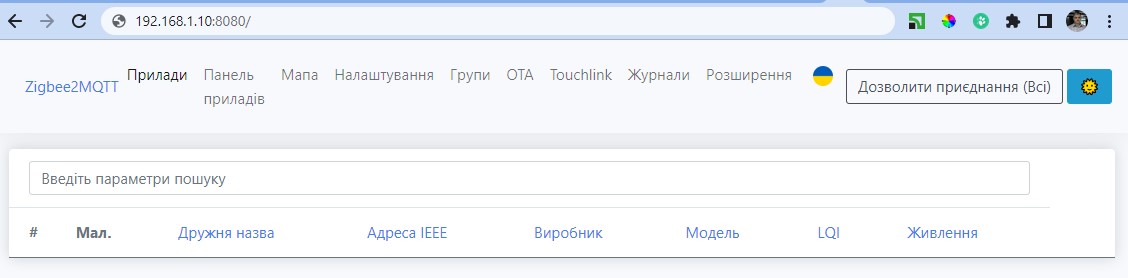 192.168.1.10:8080/
Zigbee2MQTT Прилади Панель приладів Мапа Налаштування Групи OTA Touchlink Журнали Розширення Дозволити приєднання (Всі)
Введіть параметри пошуку
# Мал. Дружня назва Адреса IEEE Виробник Модель LQI Живлення